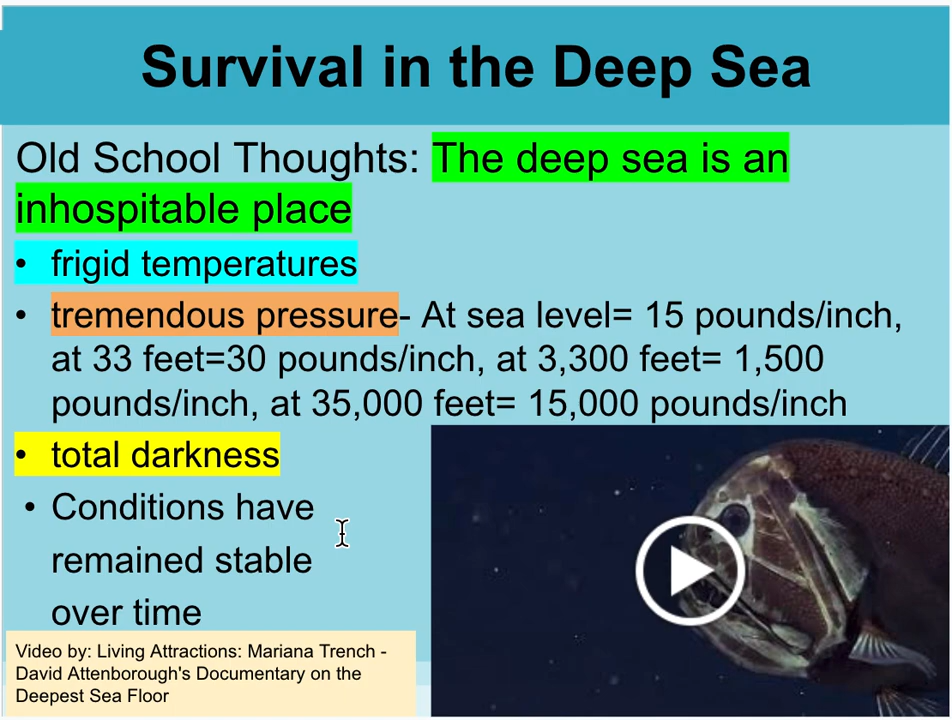 Survival in the Deep Sea
Old School Thoughts: The deep sea is an
inhospitable place
• frigid temperatures
• tremendous pressure- At sea level= 15 pounds/inch,
at 33 feet=30 pounds/inch, at 3,300 feet= 1,500
pounds/inch, at 35,000 feet= 15,000 pounds/inch
• total darkness
• Conditions have
remained stable
over time
Video by: Living Attractions: Mariana Trench -
David Attenborough's Documentary on the
Deepest Sea Floor